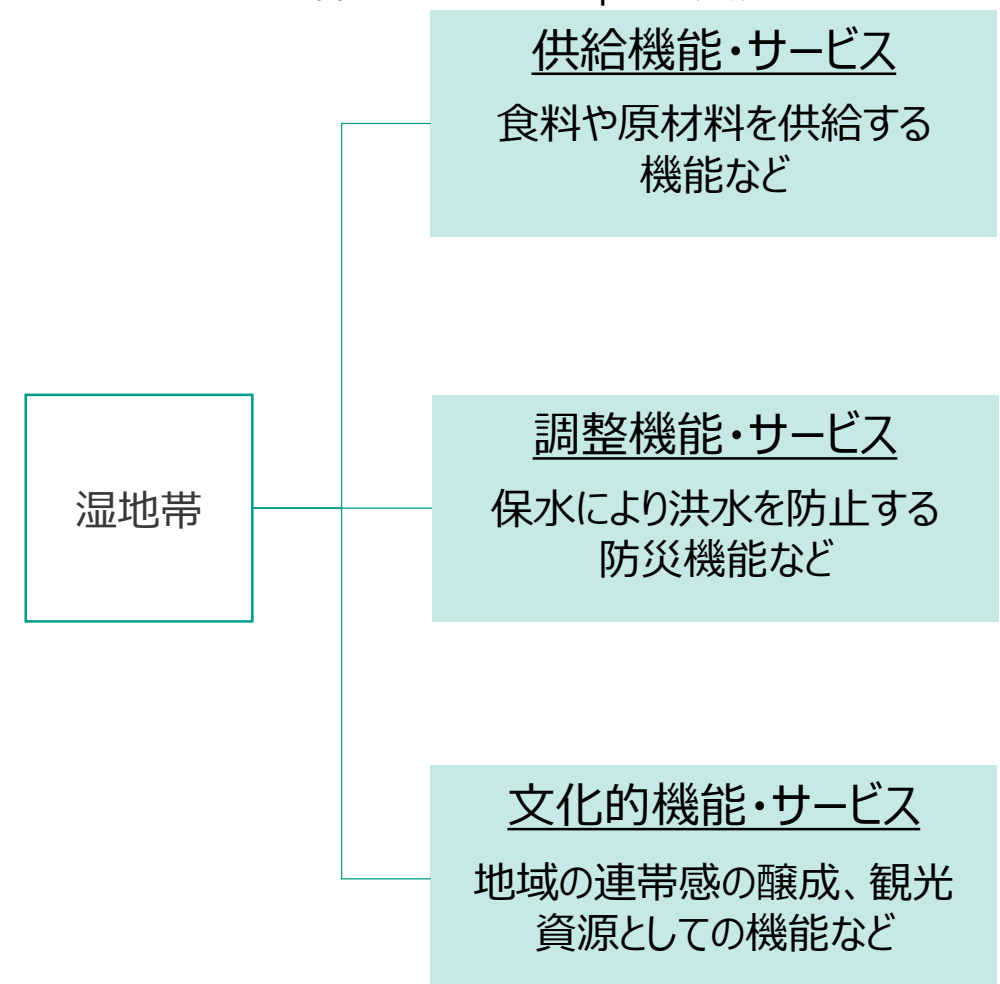 供給機能・サービス
食料や原材料を供給する
機能など
湿地帯
調整機能・サービス
保水により洪水を防止する
防災機能など
文化的機能・サービス
地域の連帯感の醸成、観光
資源としての機能など